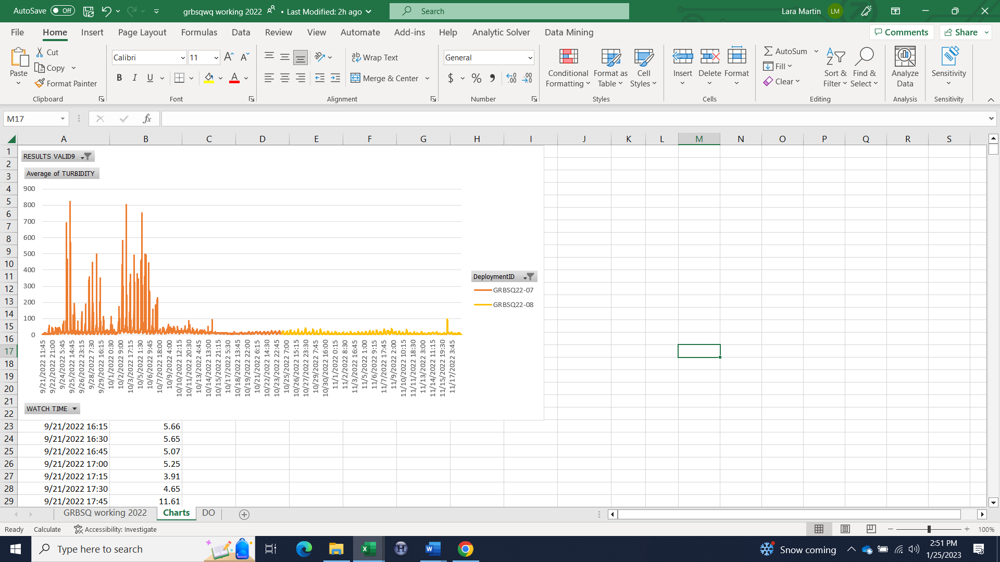 AutoSave Off grbsqwq working 2022 • Last Modified: 2h ago Search Lara Martin LM
File Home Insert Page Layout Formulas Data Review View Automate Add-ins Help Analytic Solver Data Mining Comments Share
Paste Cut Copy Format Painter Clipboard
Calibri 11 B I U A Font
ab Wrap Text Merge & Center Alignment
General $ % Number
Conditional Formatting Format as Table Cell Styles Styles
Insert Delete Format Cells
AutoSum Fill Clear Sort & Filter Find & Select Editing
Analyze Data Analysis
Sensitivity Sensitivity
M17 fx
A B C D E F G H I J K L M N O P Q R S
1
2
3
4
5
6
7
8
9
10
11
12
13
14
15
16
17
18
19
20
21
22
RESULTS VALID9
Average of TURBIDITY
900
800
700
600
500
400
300
200
100
0
DeploymentID
GRBSQ22-07
GRBSQ22-08
9/21/2022 11:45
9/22/2022 21:00
9/24/2022 5:45
9/25/2022 14:45
9/26/2022 23:15
9/28/2022 7:30
9/29/2022 16:15
10/1/2022 0:30
10/2/2022 9:00
10/3/2022 17:15
10/5/2022 1:30
10/6/2022 9:45
10/7/2022 18:00
10/9/2022 4:00
10/10/2022 12:15
10/11/2022 20:30
10/13/2022 4:45
10/14/2022 13:00
10/15/2022 21:15
10/17/2022 5:30
10/18/2022 13:45
10/19/2022 22:00
10/21/2022 6:15
10/22/2022 14:30
10/23/2022 22:45
10/25/2022 7:00
10/26/2022 15:15
10/27/2022 23:30
10/29/2022 7:45
10/30/2022 16:00
11/1/2022 0:15
11/2/2022 8:30
11/3/2022 16:45
11/5/2022 1:00
11/6/2022 9:15
11/7/2022 17:45
11/9/2022 2:00
11/10/2022 10:15
11/11/2022 18:30
11/13/2022 3:00
11/14/2022 11:15
11/15/2022 19:30
11/17/2022 3:45
WATCH TIME
23 9/21/2022 16:15 5.66
24 9/21/2022 16:30 5.65
25 9/21/2022 16:45 5.07
26 9/21/2022 17:00 5.25
27 9/21/2022 17:15 3.91
28 9/21/2022 17:30 4.65
29 9/21/2022 17:45 11.61
GRBSQ working 2022 Charts DO
Ready Calculate Accessibility: Investigate 100%
Type here to search Snow coming 2:51 PM
1/25/2023